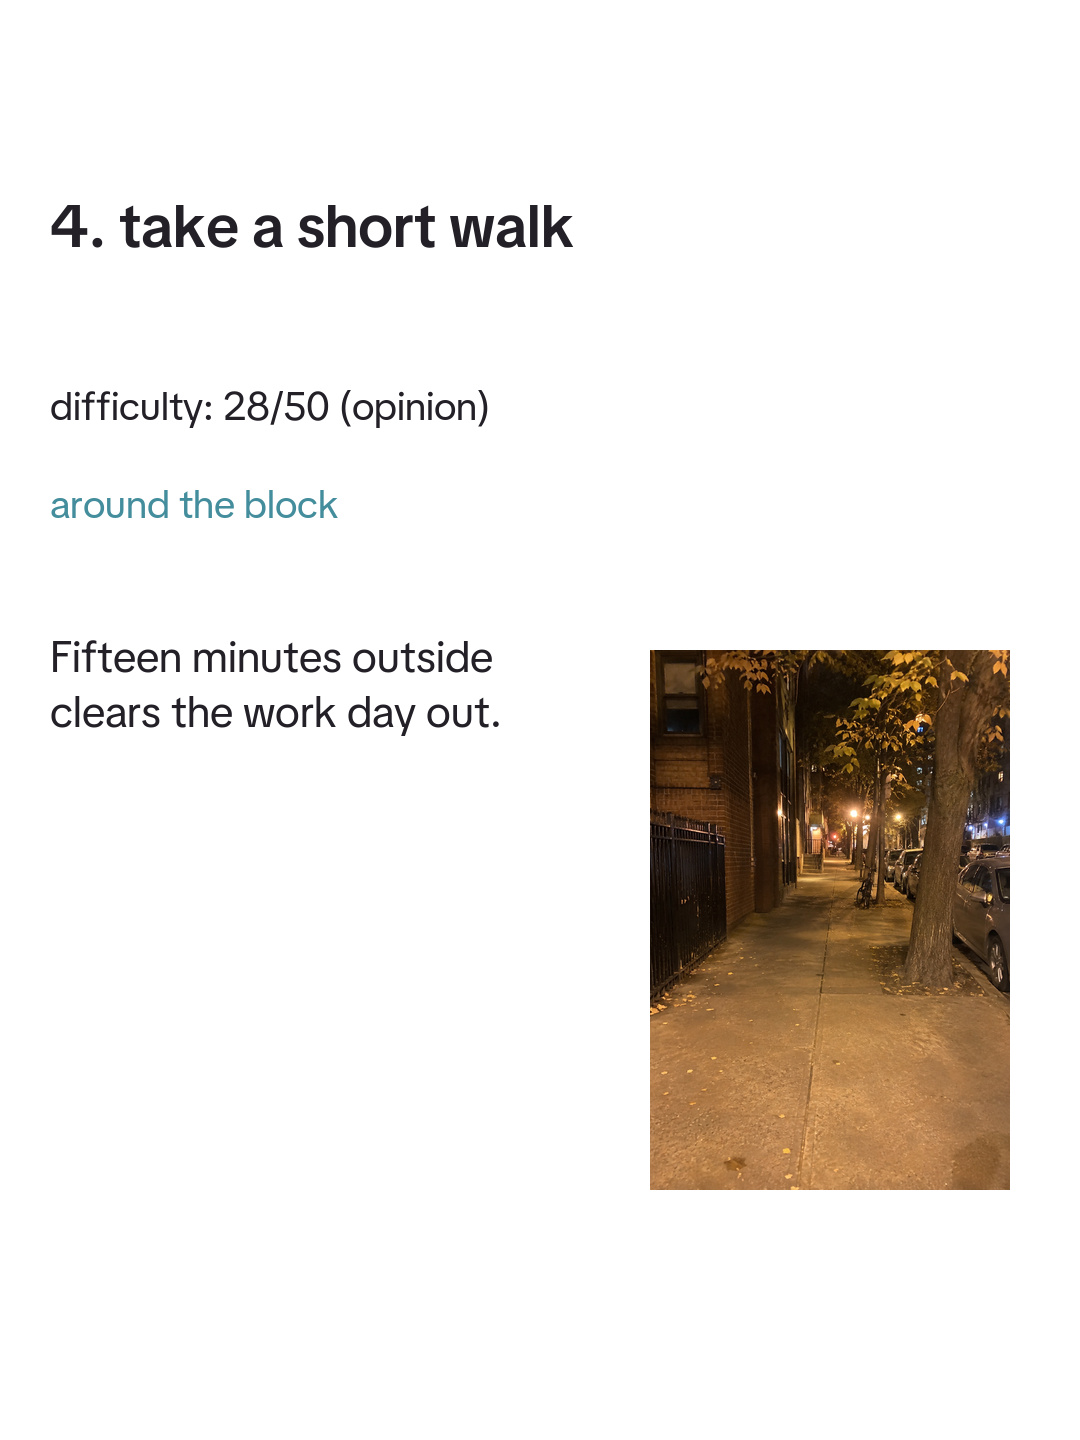 4. take a short walk
difficulty: 28/50 (opinion)
around the block
Fifteen minutes outside
clears the work day out.